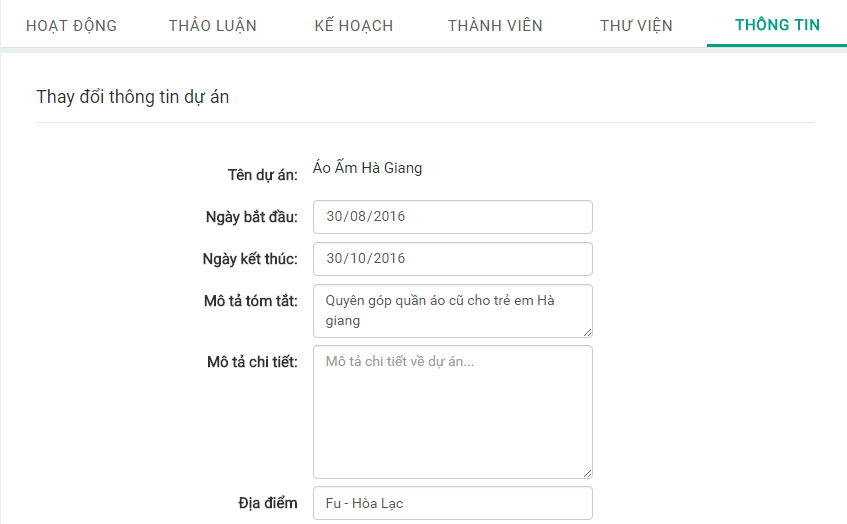 HOẠT ĐỘNG THẢO LUẬN KẾ HOẠCH THÀNH VIÊN THƯ VIỆN THÔNG TIN
Thay đổi thông tin dự án
Tên dự án: Áo Ấm Hà Giang
Ngày bắt đầu: 30/08/2016
Ngày kết thúc: 30/10/2016
Mô tả tóm tắt: Quyên góp quần áo cũ cho trẻ em Hà
giang
Mô tả chi tiết: Mô tả chi tiết về dự án...
Địa điểm Fu - Hòa Lạc